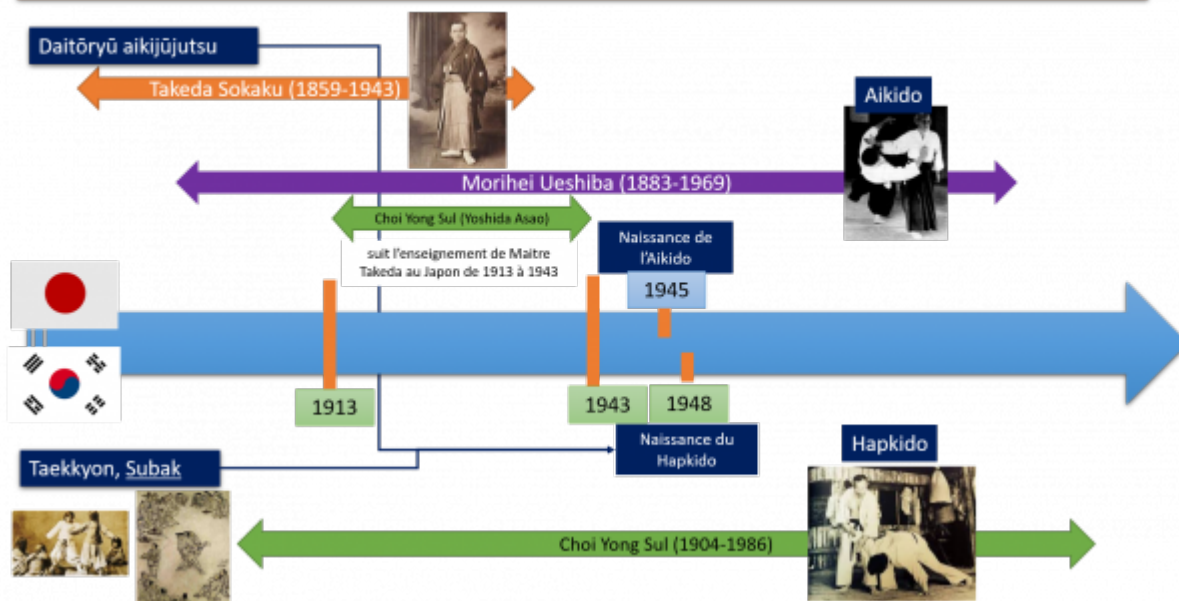 Daitōryū aikijūjutsu
Takeda Sokaku (1859-1943)
Aikido
Morihei Ueshiba (1883-1969)
Choi Yong Sul (Yoshida Asao)
suit l'enseignement de Maitre
Takeda au Japon de 1913 à 1943
Naissance de
l'Aikido
1945
1913
1943
1948
Naissance du
Hapkido
Taekkyon, Subak
Hapkido
Choi Yong Sul (1904-1986)